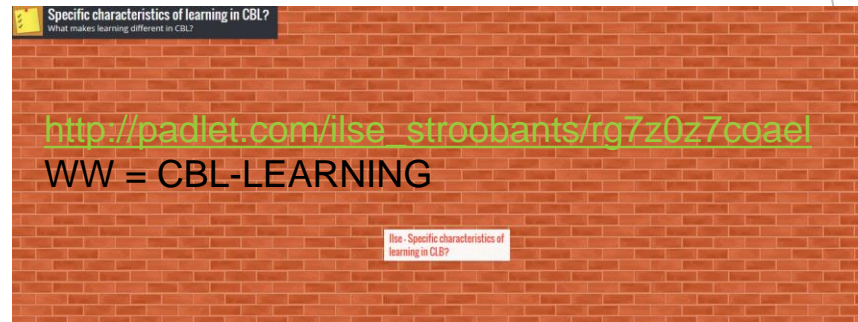 Specific characteristics of learning in CBL?
What makes learning different in CBL?
http://padlet.com/ilse_stroobants/rg7z0z7coael
WW = CBL-LEARNING
Ilse - Specific characteristics of
learning in CLB?